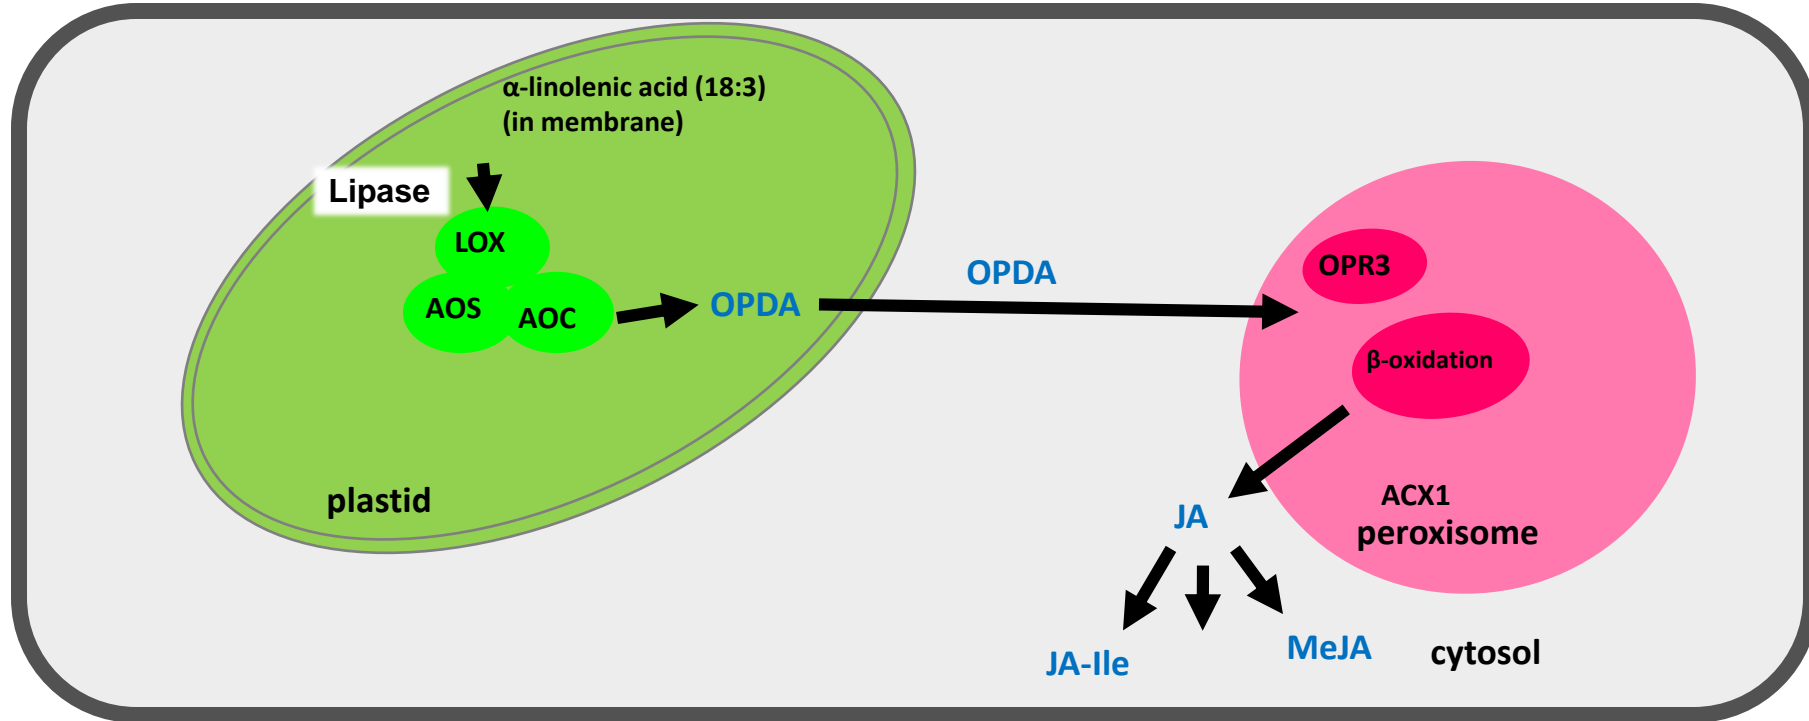 α-linolenic acid (18:3)
(in membrane)
Lipase
LOX
AOS
AOC
OPDA
OPDA
OPR3
β-oxidation
plastid
ACX1
peroxisome
JA
JA-Ile
MeJA
cytosol